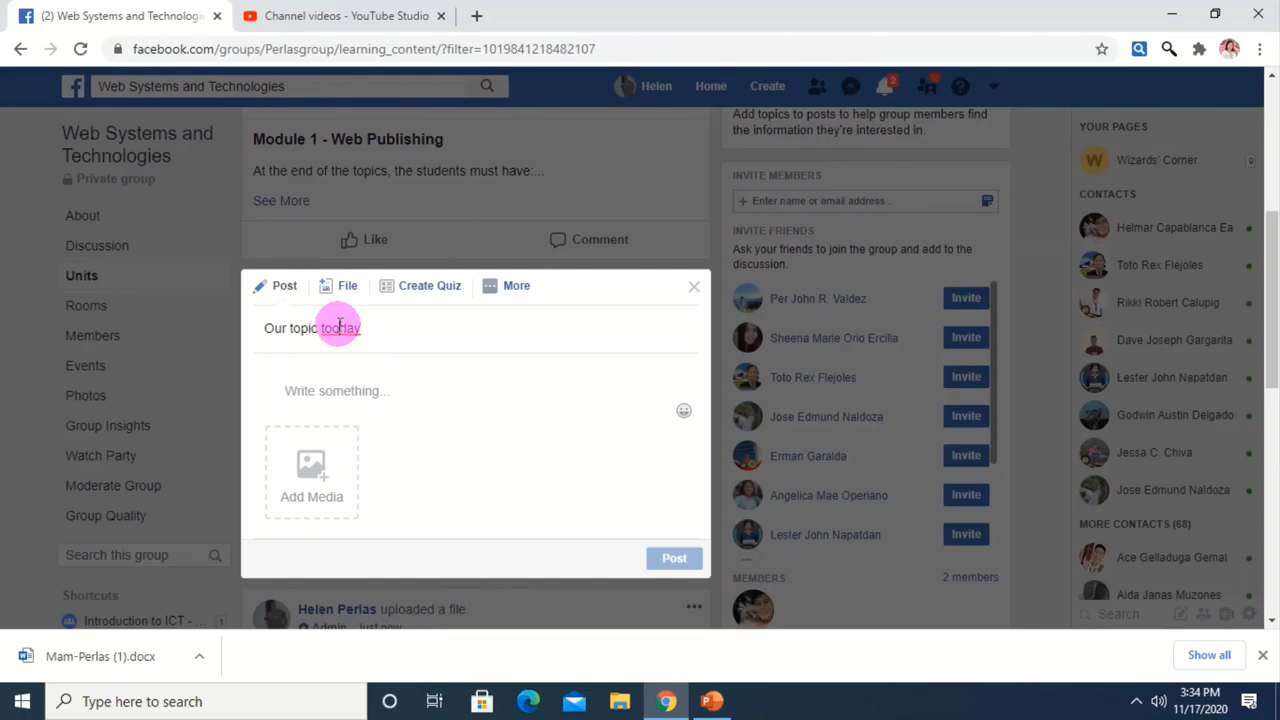 (2) Web Systems and Technologi
Channel videos - YouTube Studio
facebook.com/groups/Perlasgroup/learning_content/?filter=1019841218482107
Web Systems and Technologies
Helen
Home
Create
2
Web Systems and
Technologies
Private group
About
Discussion
Units
Rooms
Members
Events
Photos
Group Insights
Watch Party
Moderate Group
Group Quality
Search this group
Shortcuts
Introduction to ICT - ...
1
Module 1 - Web Publishing
At the end of the topics, the students must have:...
See More
Like
Comment
Post
File
Create Quiz
More
Our topic tooday
Write something...
Add Media
Post
Helen Perlas uploaded a file.
Admin · Just now
Add topics to posts to help group members find
the information they're interested in.
INVITE MEMBERS
+ Enter name or email address...
INVITE FRIENDS
Ask your friends to join the group and add to the
discussion.
Per John R. Valdez
Invite
Sheena Marie Orio Ercilla
Invite
Toto Rex Flejoles
Invite
Jose Edmund Naldoza
Invite
Erman Garalda
Invite
Angelica Mae Operiano
Invite
Lester John Napatdan
Invite
MEMBERS
2 members
YOUR PAGES
W
Wizards' Corner
0
CONTACTS
Helmar Capablanca Ea
Toto Rex Flejoles
Rikki Robert Calupig
Dave Joseph Gargarita
Lester John Napatdan
Godwin Austin Delgado
Jessa C. Chiva
Jose Edmund Naldoza
MORE CONTACTS (68)
Ace Gelladuga Gemal
Aida Janas Muzones
Search
Mam-Perlas (1).docx
Show all
Type here to search
3:34 PM
11/17/2020